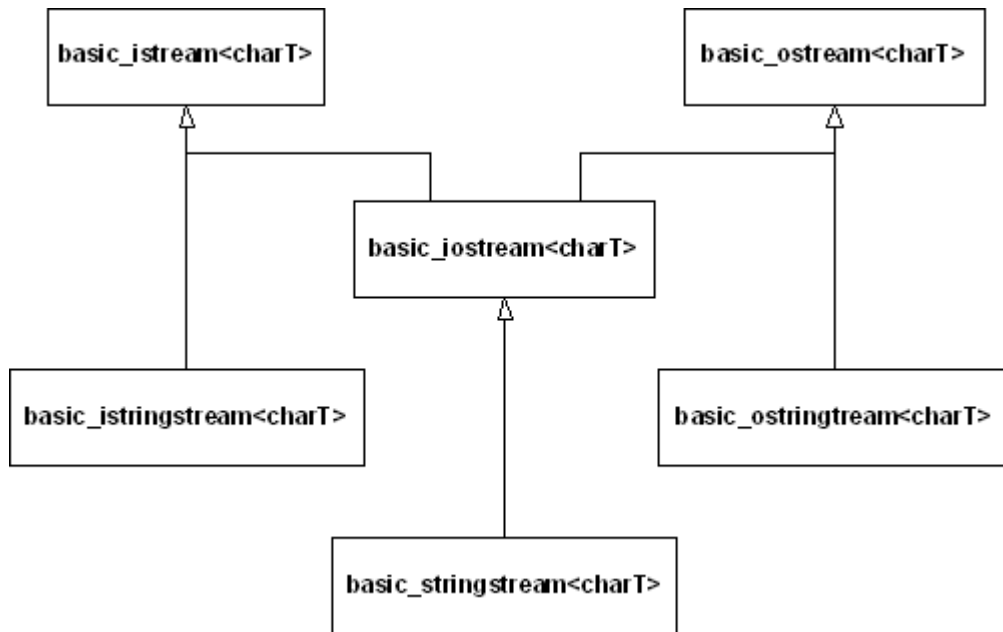 basic_istream<charT>
basic_ostream<charT>
basic_iostream<charT>
basic_istringstream<charT>
basic_ostringtream<charT>
basic_stringstream<charT>